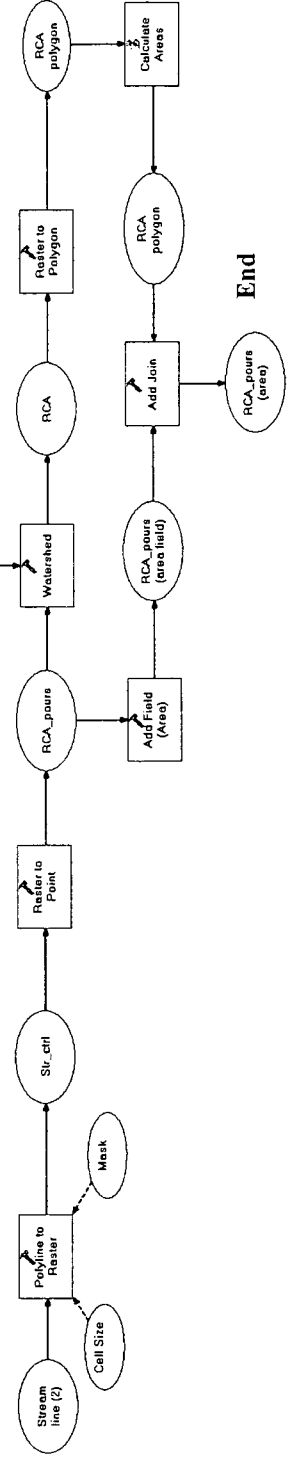 Stream
line (2)
Cell Size
Polyline to
Raster
Mask
Str_ctrl
Raster to
Point
RCA_pours
Watershed
RCA
Raster to
Polygon
RCA
polygon
Add Field
(Area)
RCA_pours
(area field)
Add Join
RCA
polygon
Calculate
Areas
RCA_pours
(area)
End